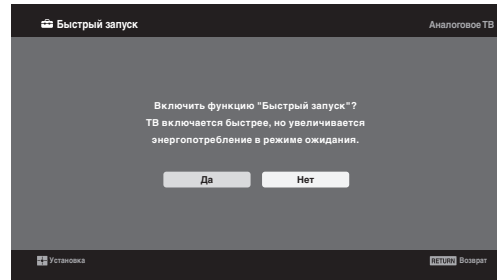 Быстрый запуск
Аналоговое ТВ
Включить функцию "Быстрый запуск"?
ТВ включается быстрее, но увеличивается
энергопотребление в режиме ожидания.
Да
Нет
Установка
RETURN Возврат